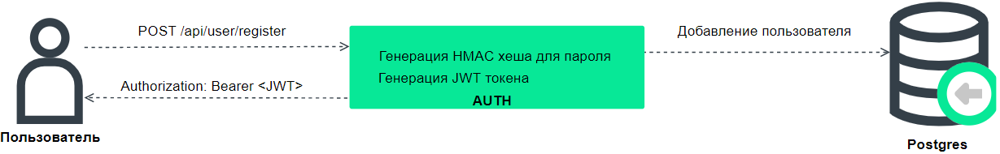 POST /api/user/register
Authorization: Bearer <JWT>
Пользователь
Генерация HMAC хеша для пароля
Генерация JWT токена
AUTH
Добавление пользователя
Postgres